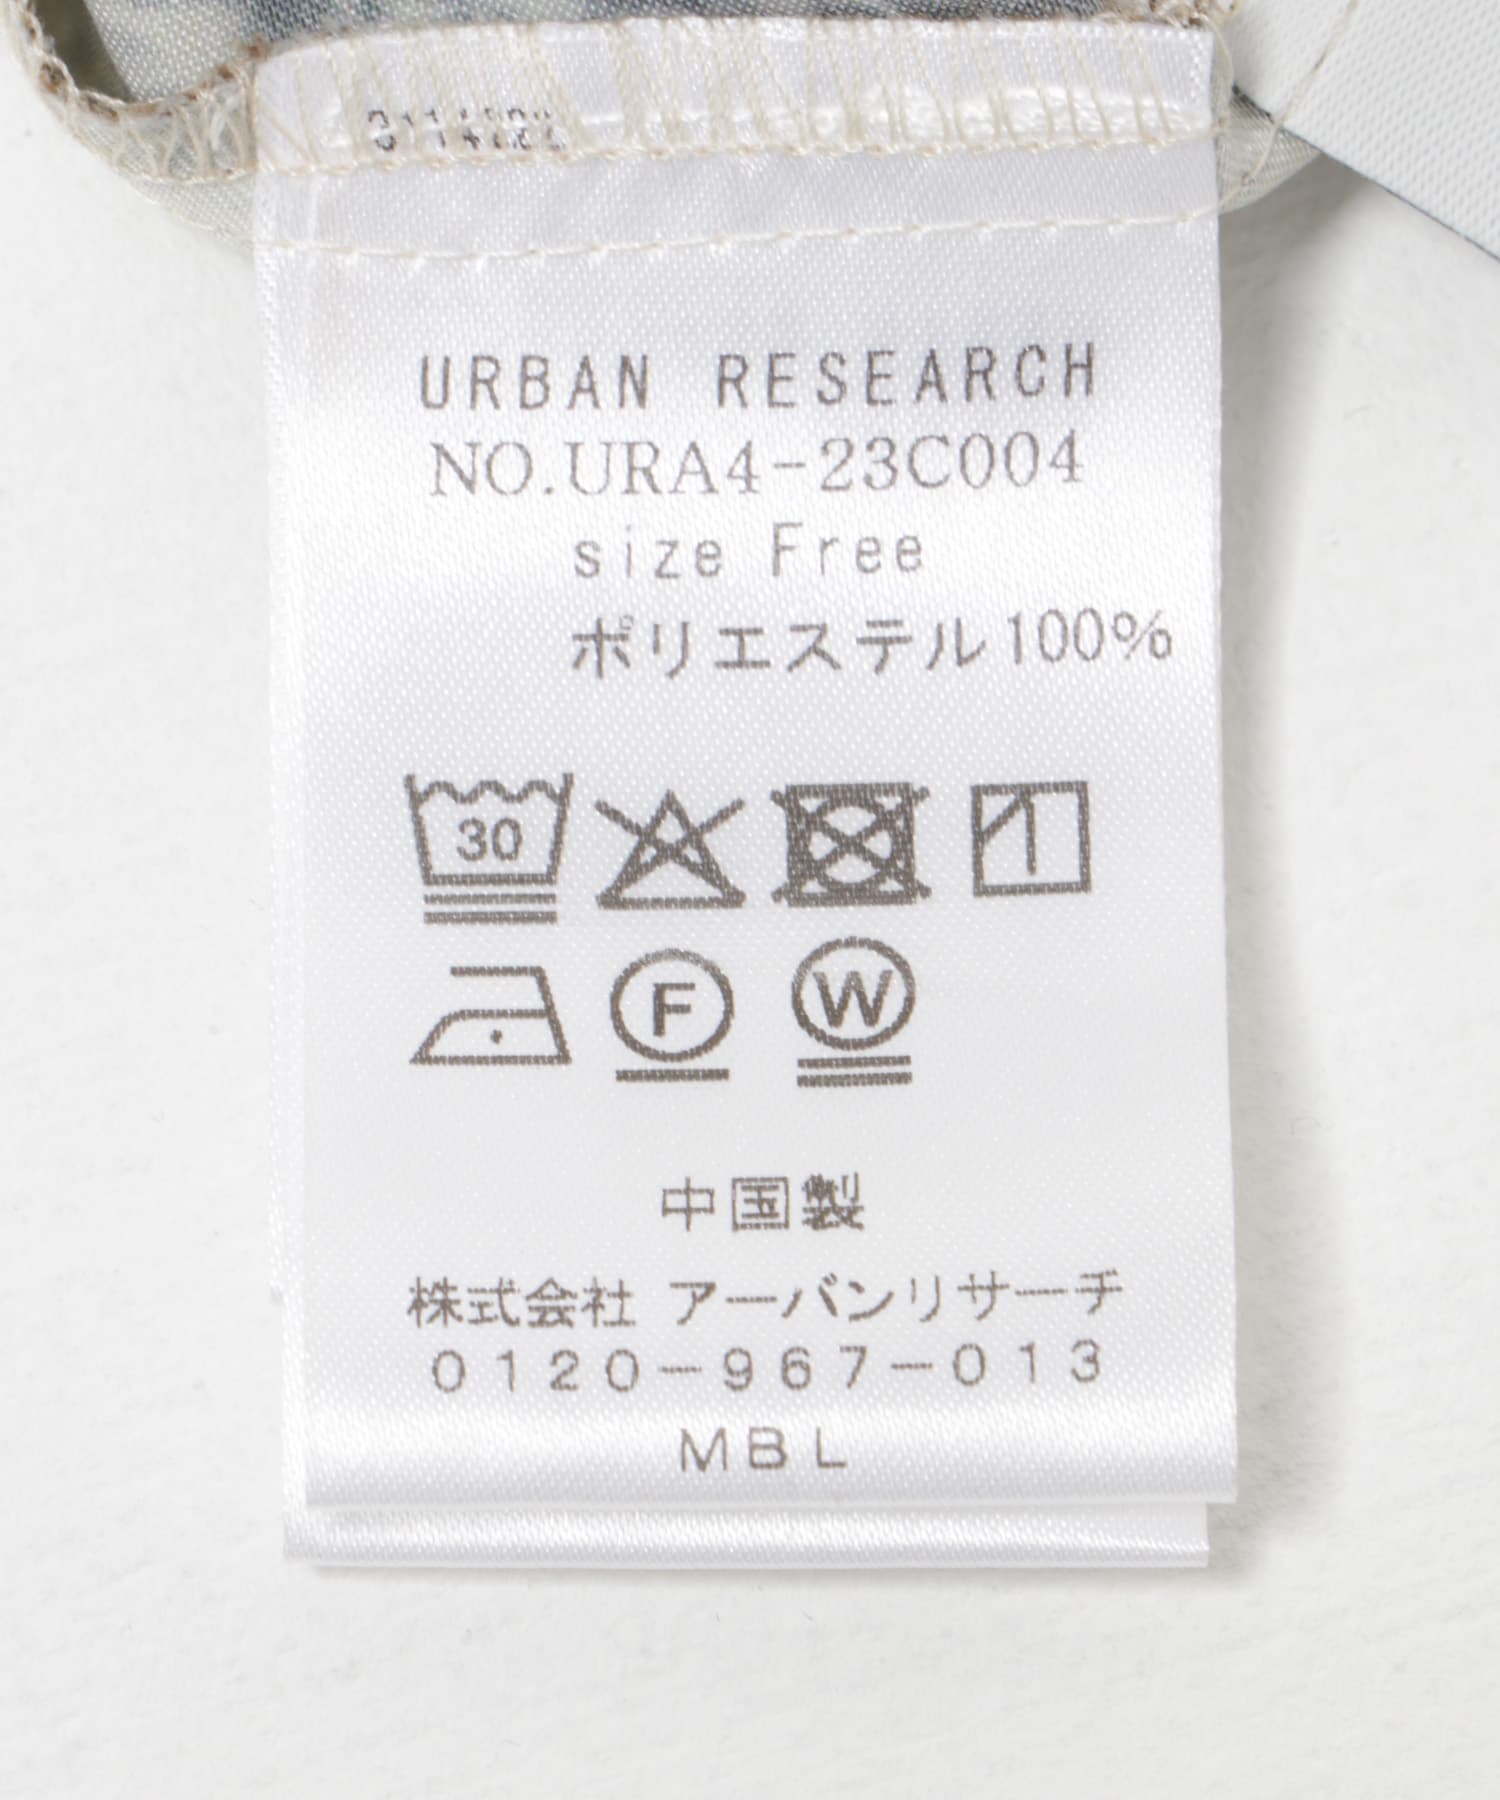 URBAN RESEARCH
NO.URA4-23C004
size Free
ポリエステル100%
30
F
W
中国製
株式会社 アーバンリサーチ
0120-967-013
MBL